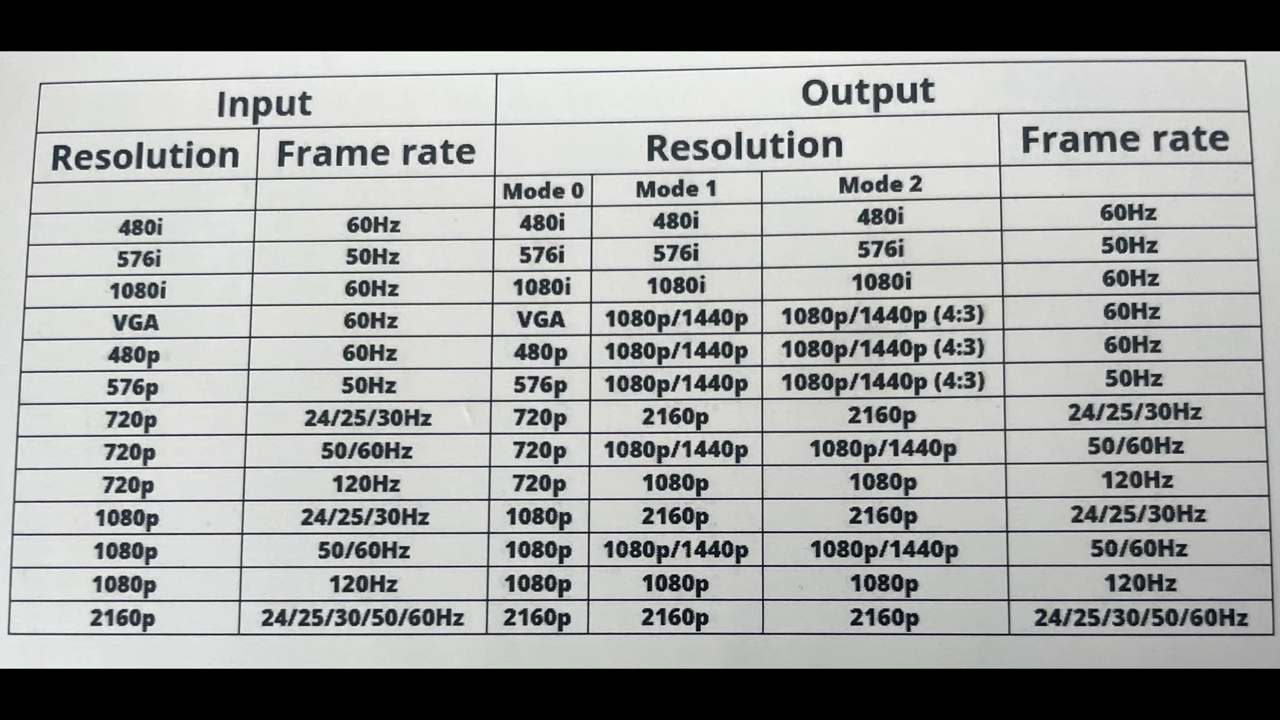 Input Output
Resolution Frame rate Resolution Frame rate
Mode 0 Mode 1 Mode 2
480i 60Hz 480i 480i 480i 60Hz
576i 50Hz 576i 576i 576i 50Hz
1080i 60Hz 1080i 1080i 1080i 60Hz
VGA 60Hz VGA 1080p/1440p 1080p/1440p (4:3) 60Hz
480p 60Hz 480p 1080p/1440p 1080p/1440p (4:3) 60Hz
576p 50Hz 576p 1080p/1440p 1080p/1440p (4:3) 50Hz
720p 24/25/30Hz 720p 2160p 2160p 24/25/30Hz
720p 50/60Hz 720p 1080p/1440p 1080p/1440p 50/60Hz
720p 120Hz 720p 1080p 1080p 120Hz
1080p 24/25/30Hz 1080p 2160p 2160p 24/25/30Hz
1080p 50/60Hz 1080p 1080p/1440p 1080p/1440p 50/60Hz
1080p 120Hz 1080p 1080p 1080p 120Hz
2160p 24/25/30/50/60Hz 2160p 2160p 2160p 24/25/30/50/60Hz